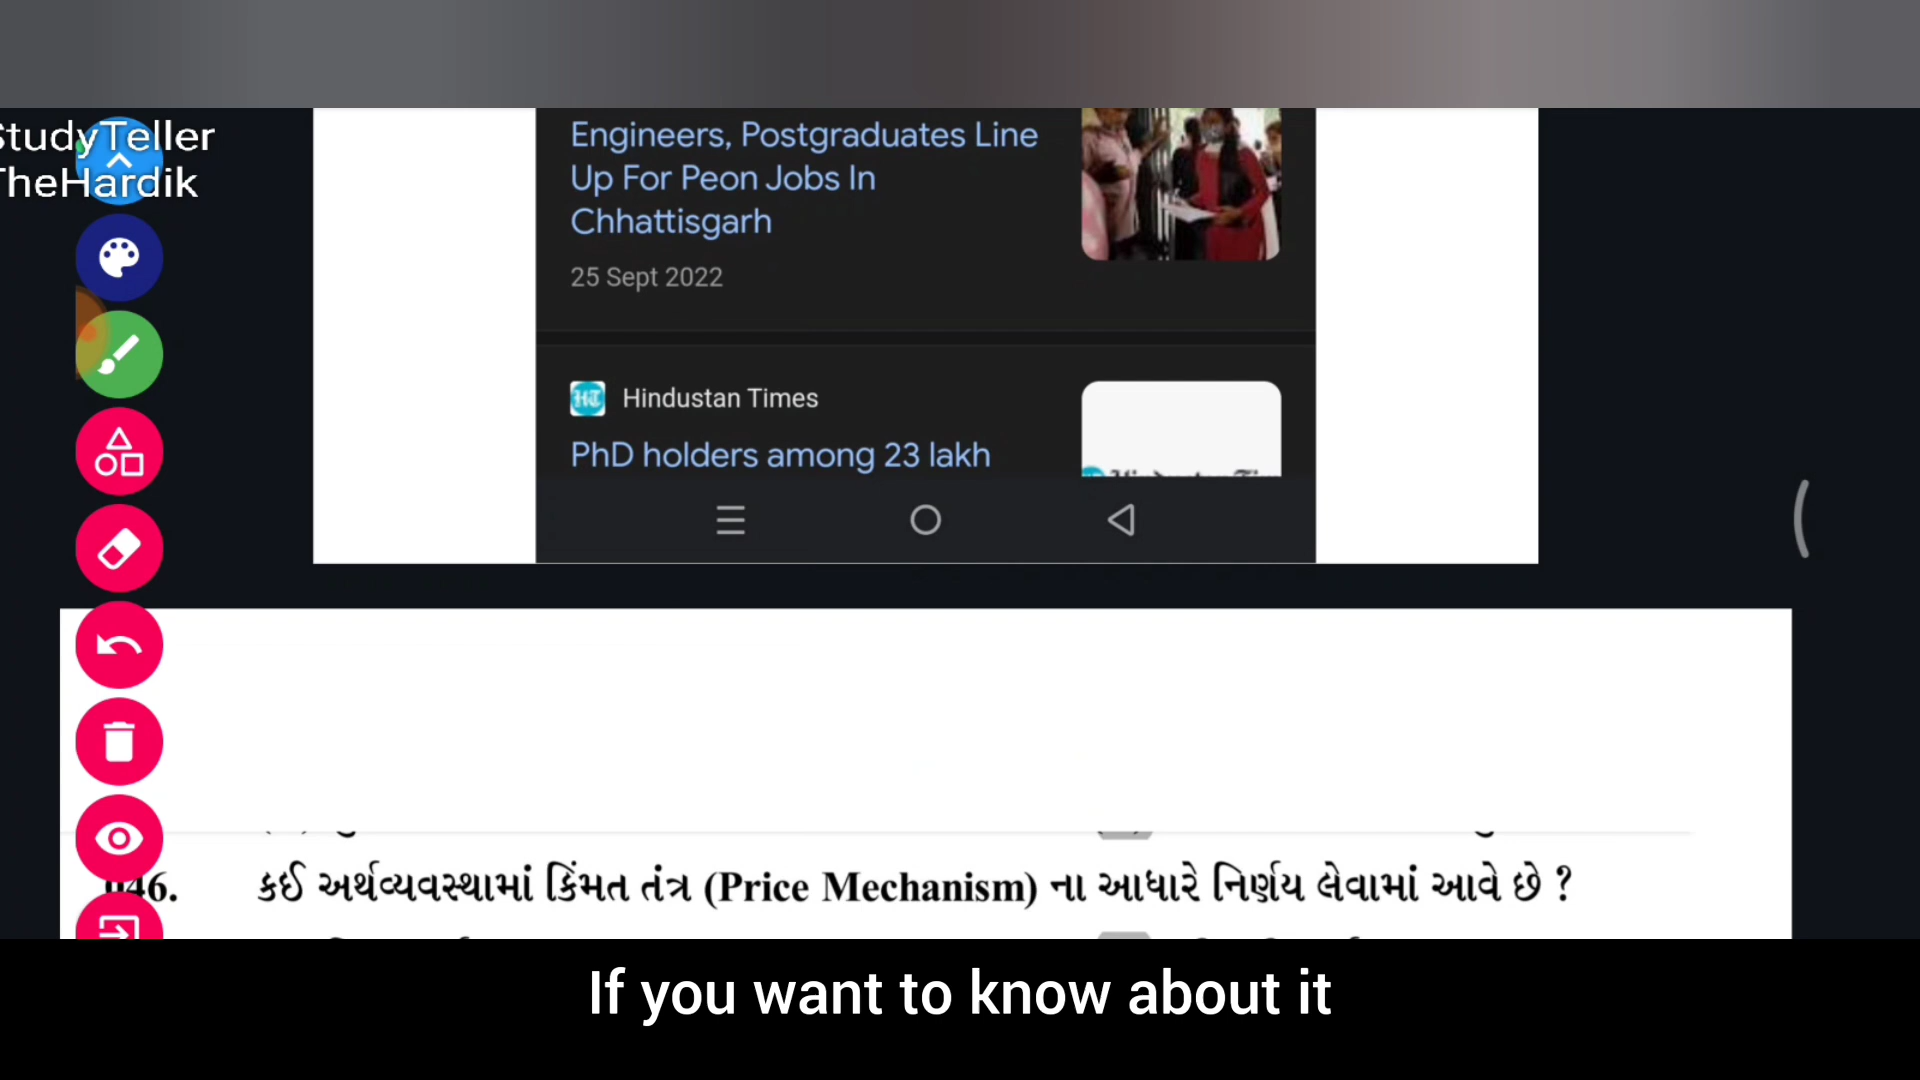 StudyTeller
TheHardik
Engineers, Postgraduates Line
Up For Peon Jobs In
Chhattisgarh
25 Sept 2022
HT Hindustan Times
PhD holders among 23 lakh
046. કઈ અર્થવ્યવસ્થામાં કિંમત તંત્ર (Price Mechanism) ના આધારે નિર્ણય લેવામાં આવે છે ?
If you want to know about it